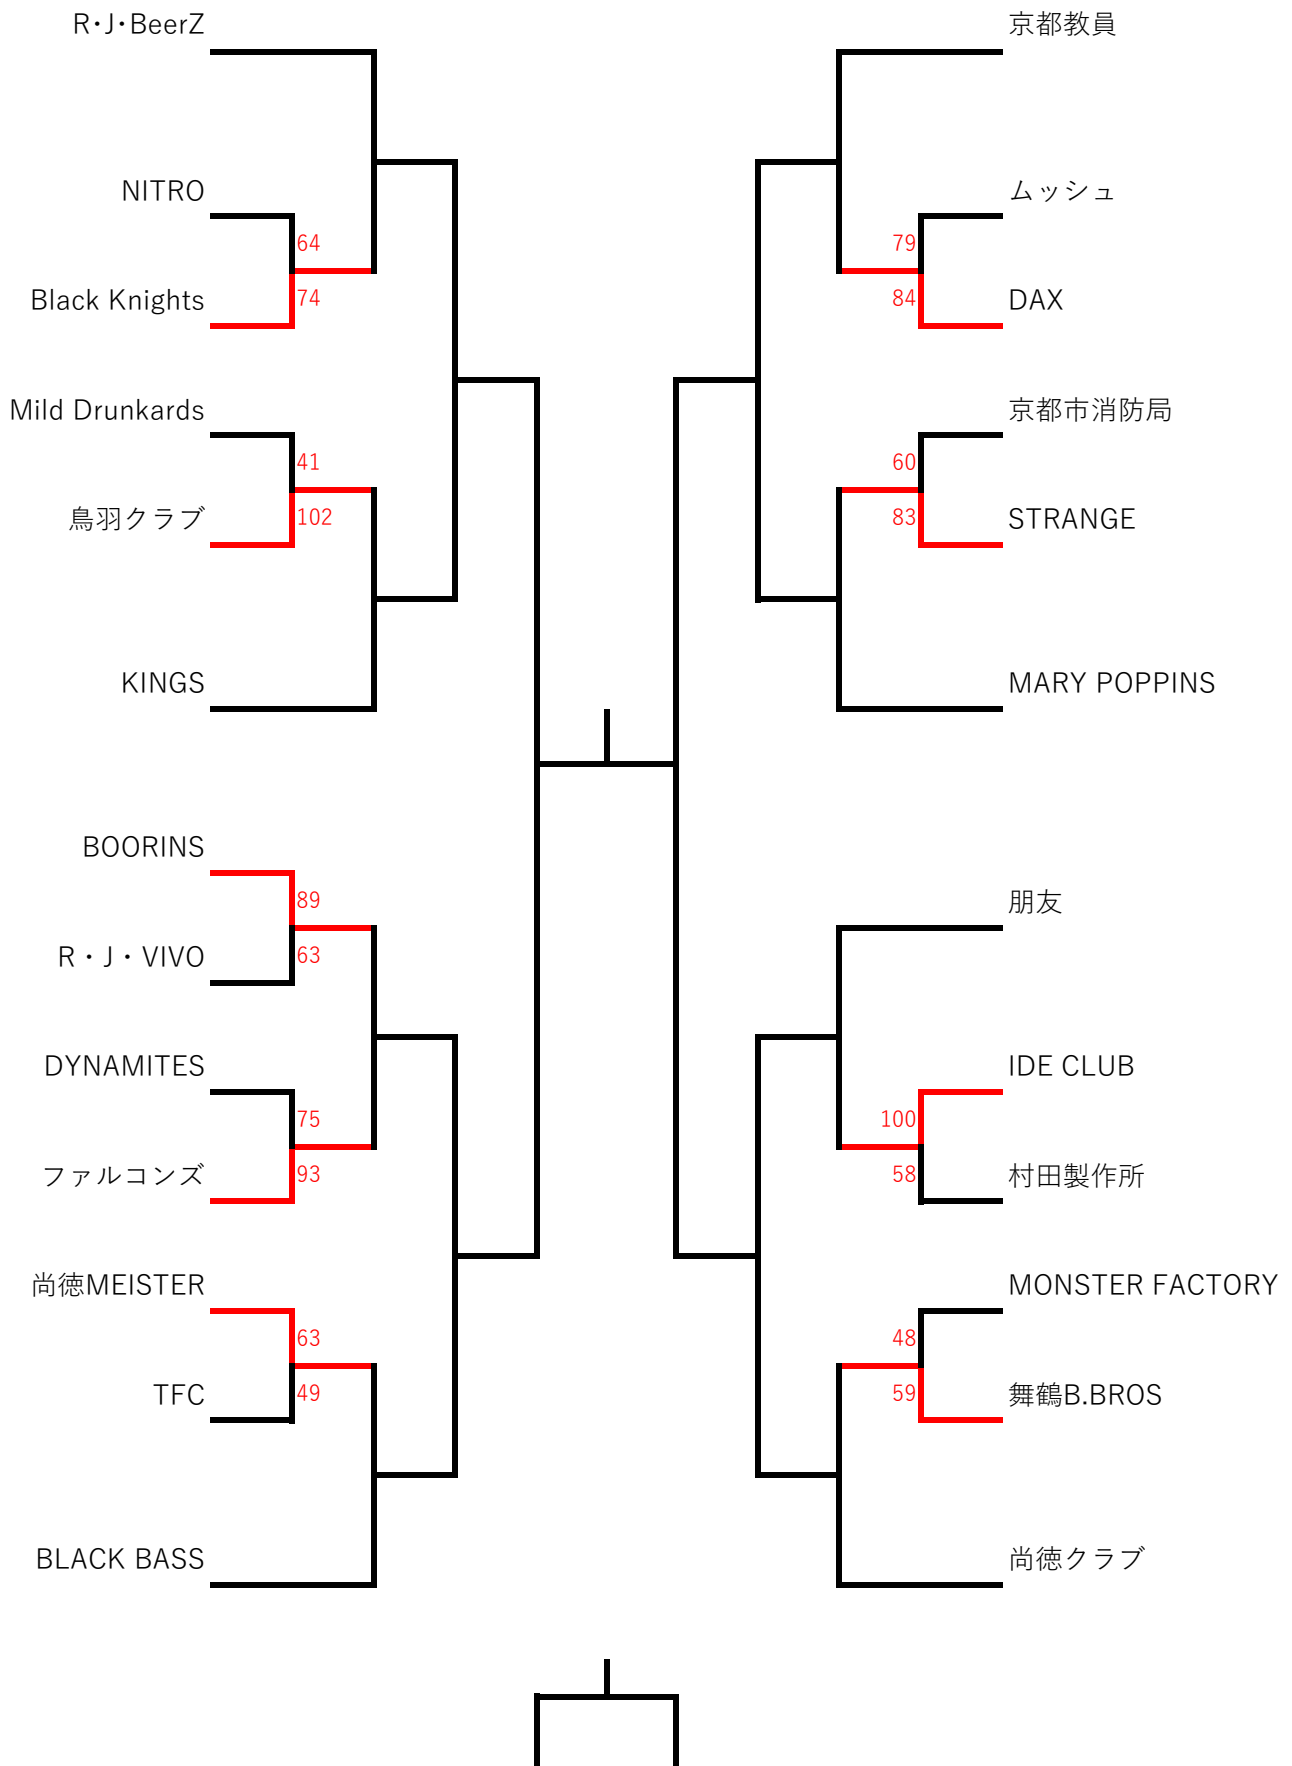 R・J・BeerZ
NITRO
64
Black Knights
74
Mild Drunkards
41
鳥羽クラブ
102
KINGS
BOORINS
89
R・J・VIVO
63
DYNAMITES
75
ファルコンズ
93
尚徳MEISTER
63
TFC
49
BLACK BASS
京都教員
ムッシュ
79
DAX
84
京都市消防局
60
STRANGE
83
MARY POPPINS
朋友
IDE CLUB
100
村田製作所
58
MONSTER FACTORY
48
舞鶴B.BROS
59
尚徳クラブ